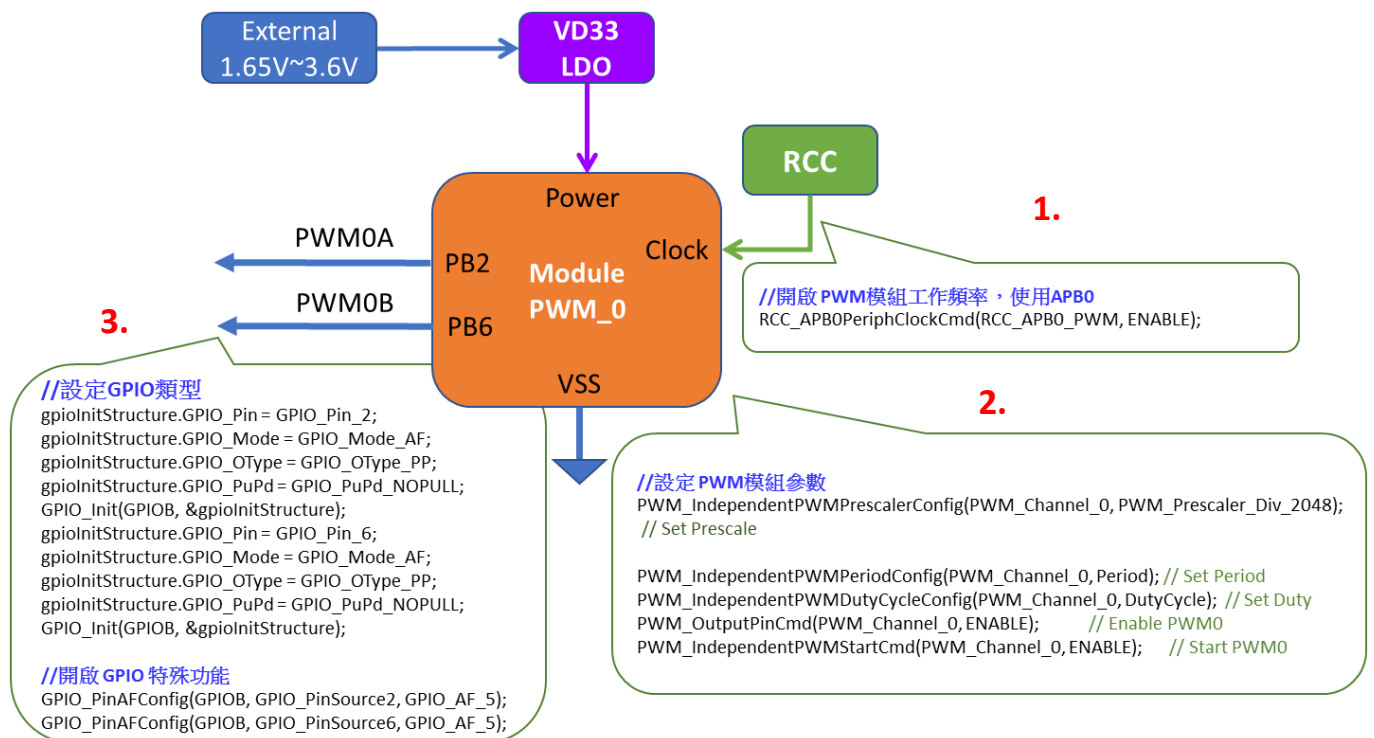 External
1.65V~3.6V
VD33
LDO
RCC
1.
Power
Clock
Module
PWM_0
PB2
PB6
VSS
PWM0A
PWM0B
//開啟 PWM模組工作頻率，使用APB0
RCC_APB0PeriphClockCmd(RCC_APB0_PWM, ENABLE);
2.
//設定 PWM模組參數
PWM_IndependentPWMPrescalerConfig(PWM_Channel_0, PWM_Prescaler_Div_2048);
// Set Prescale
PWM_IndependentPWMPeriodConfig(PWM_Channel_0, Period); // Set Period
PWM_IndependentPWMDutyCycleConfig(PWM_Channel_0, DutyCycle); // Set Duty
PWM_OutputPinCmd(PWM_Channel_0, ENABLE); // Enable PWM0
PWM_IndependentPWMStartCmd(PWM_Channel_0, ENABLE); // Start PWM0
3.
//設定GPIO類型
gpioInitStructure.GPIO_Pin = GPIO_Pin_2;
gpioInitStructure.GPIO_Mode = GPIO_Mode_AF;
gpioInitStructure.GPIO_OType = GPIO_OType_PP;
gpioInitStructure.GPIO_PuPd = GPIO_PuPd_NOPULL;
GPIO_Init(GPIOB, &gpioInitStructure);
gpioInitStructure.GPIO_Pin = GPIO_Pin_6;
gpioInitStructure.GPIO_Mode = GPIO_Mode_AF;
gpioInitStructure.GPIO_OType = GPIO_OType_PP;
gpioInitStructure.GPIO_PuPd = GPIO_PuPd_NOPULL;
GPIO_Init(GPIOB, &gpioInitStructure);
//開啟 GPIO 特殊功能
GPIO_PinAFConfig(GPIOB, GPIO_PinSource2, GPIO_AF_5);
GPIO_PinAFConfig(GPIOB, GPIO_PinSource6, GPIO_AF_5);